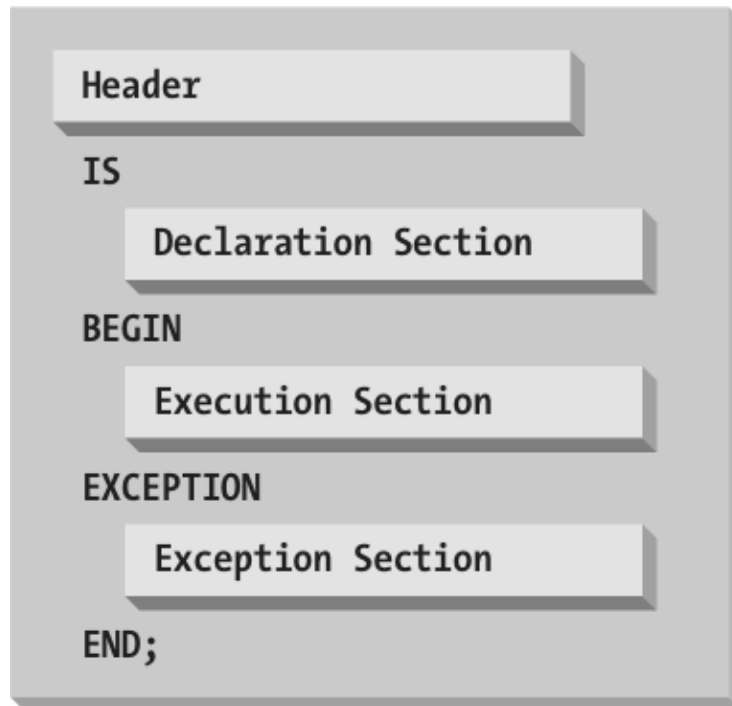 Header
IS
Declaration Section
BEGIN
Execution Section
EXCEPTION
Exception Section
END;